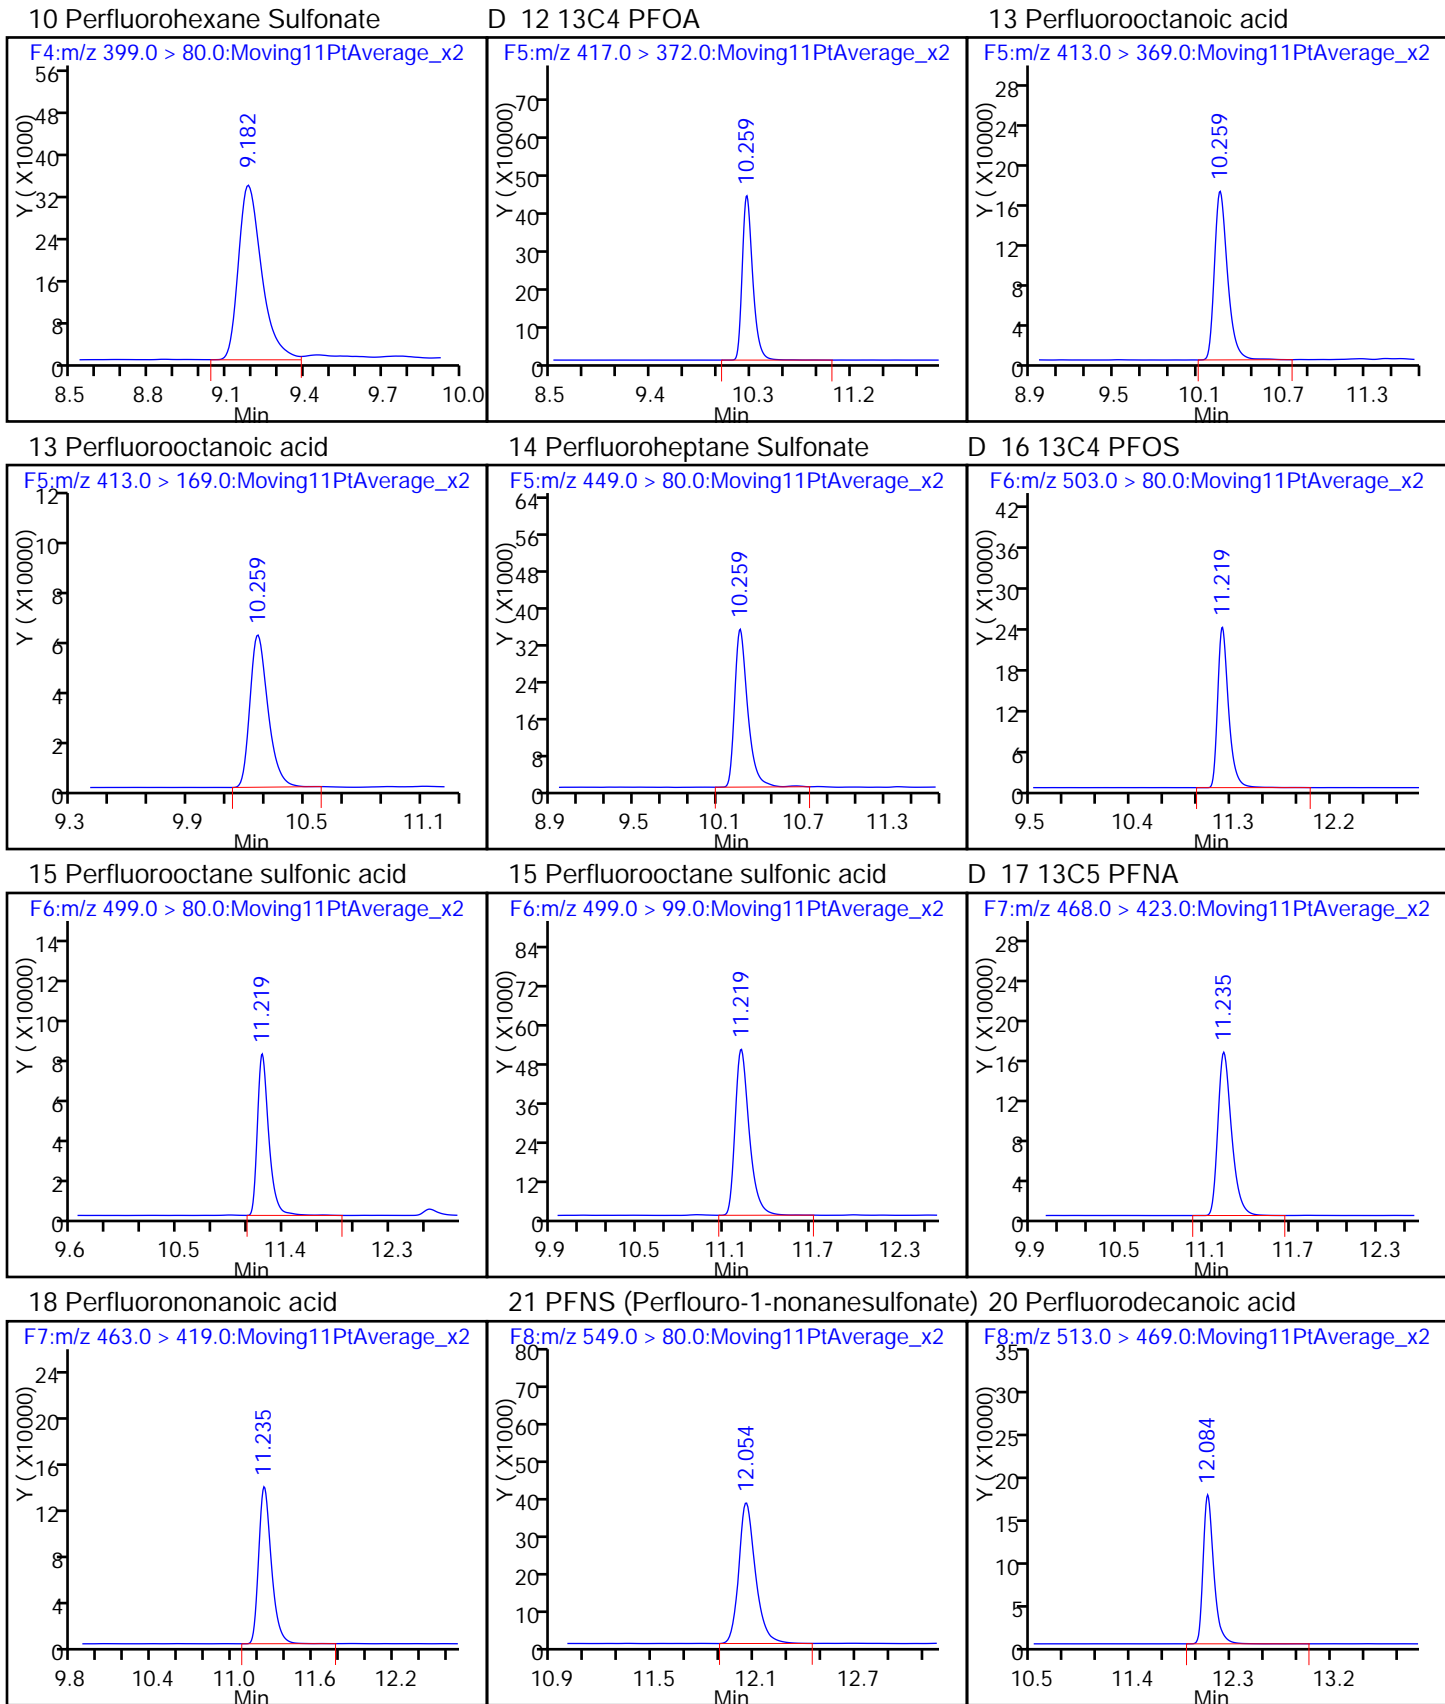 10 Perfluorohexane Sulfonate
F4:m/z 399.0 > 80.0:Moving11PtAverage_x2
Y ( X1000)
56
48
40
32
24
16
8
0
9.182
8.5 8.8 9.1 9.4 9.7 10.0
Min
D 12 13C4 PFOA
F5:m/z 417.0 > 372.0:Moving11PtAverage_x2
Y ( X10000)
70
60
50
40
30
20
10
0
10.259
8.5 9.4 10.3 11.2
Min
13 Perfluorooctanoic acid
F5:m/z 413.0 > 369.0:Moving11PtAverage_x2
Y ( X10000)
28
24
20
16
12
8
4
0
10.259
8.9 9.5 10.1 10.7 11.3
Min
13 Perfluorooctanoic acid
F5:m/z 413.0 > 169.0:Moving11PtAverage_x2
Y ( X10000)
12
10
8
6
4
2
0
10.259
9.3 9.9 10.5 11.1
Min
14 Perfluoroheptane Sulfonate
F5:m/z 449.0 > 80.0:Moving11PtAverage_x2
Y ( X1000)
64
56
48
40
32
24
16
8
0
10.259
8.9 9.5 10.1 10.7 11.3
Min
D 16 13C4 PFOS
F6:m/z 503.0 > 80.0:Moving11PtAverage_x2
Y ( X10000)
42
36
30
24
18
12
6
0
11.219
9.5 10.4 11.3 12.2
Min
15 Perfluorooctane sulfonic acid
F6:m/z 499.0 > 80.0:Moving11PtAverage_x2
Y ( X10000)
14
12
10
8
6
4
2
0
11.219
9.6 10.5 11.4 12.3
Min
15 Perfluorooctane sulfonic acid
F6:m/z 499.0 > 99.0:Moving11PtAverage_x2
Y ( X1000)
84
72
60
48
36
24
12
0
11.219
9.9 10.5 11.1 11.7 12.3
Min
D 17 13C5 PFNA
F7:m/z 468.0 > 423.0:Moving11PtAverage_x2
Y ( X10000)
28
24
20
16
12
8
4
0
11.235
9.9 10.5 11.1 11.7 12.3
Min
18 Perfluorononanoic acid
F7:m/z 463.0 > 419.0:Moving11PtAverage_x2
Y ( X10000)
24
20
16
12
8
4
0
11.235
9.8 10.4 11.0 11.6 12.2
Min
21 PFNS (Perflouro-1-nonanesulfonate)
F8:m/z 549.0 > 80.0:Moving11PtAverage_x2
Y ( X1000)
80
70
60
50
40
30
20
10
0
12.054
10.9 11.5 12.1 12.7
Min
20 Perfluorodecanoic acid
F8:m/z 513.0 > 469.0:Moving11PtAverage_x2
Y ( X10000)
35
30
25
20
15
10
5
0
12.084
10.5 11.4 12.3 13.2
Min